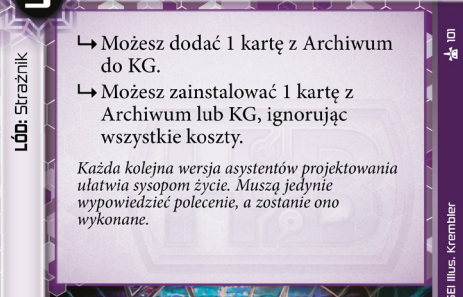 ↳ Możesz dodać 1 kartę z Archiwum
do KG.
↳ Możesz zainstalować 1 kartę z
Archiwum lub KG, ignorując
wszystkie koszty.
Każda kolejna wersja asystentów projektowania
ułatwia sysopom życie. Muszą jedynie
wypowiedzieć polecenie, a zostanie ono
wykonane.
LÓD: Strażnik
101
Illus. Krembler